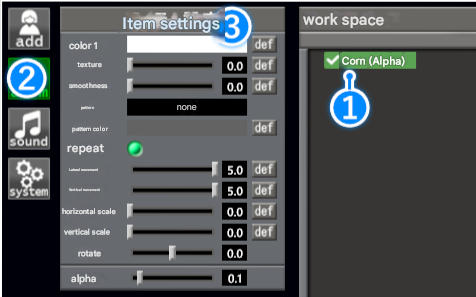 add
2
sound
system
Item settings 3
color 1 def
texture 0.0 def
smoothness 0.0 def
pattern none
pattern color def
repeat
Lateral movement 5.0 def
Vertical movement 5.0 def
horizontal scale 0.0 def
vertical scale 0.0 def
rotate 0.0
alpha 0.1
work space
Corn (Alpha)
1